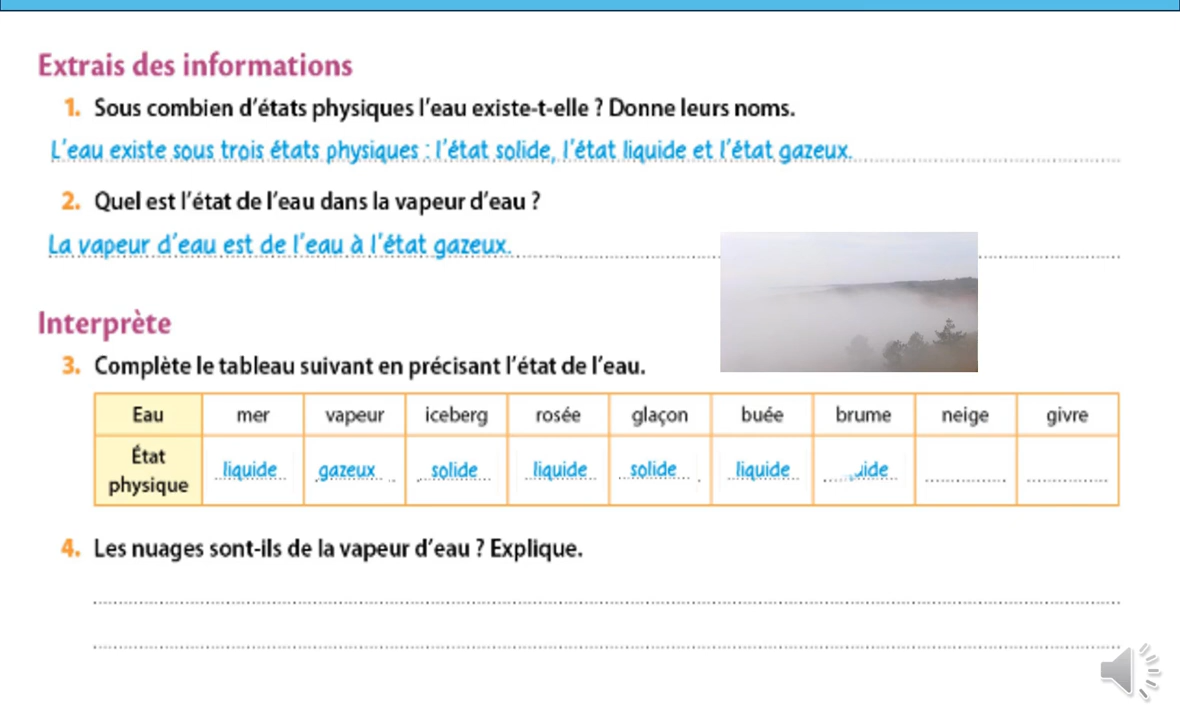 Extrais des informations
1. Sous combien d'états physiques l'eau existe-t-elle ? Donne leurs noms.
L'eau existe sous trois états physiques : l'état solide, l'état liquide et l'état gazeux.
2. Quel est l'état de l'eau dans la vapeur d'eau ?
La vapeur d'eau est de l'eau à l'état gazeux.
Interprète
3. Complète le tableau suivant en précisant l'état de l'eau.
Eau mer vapeur iceberg rosée glaçon buée brume neige givre
État physique liquide gazeux solide liquide solide liquide
4. Les nuages sont-ils de la vapeur d'eau ? Explique.